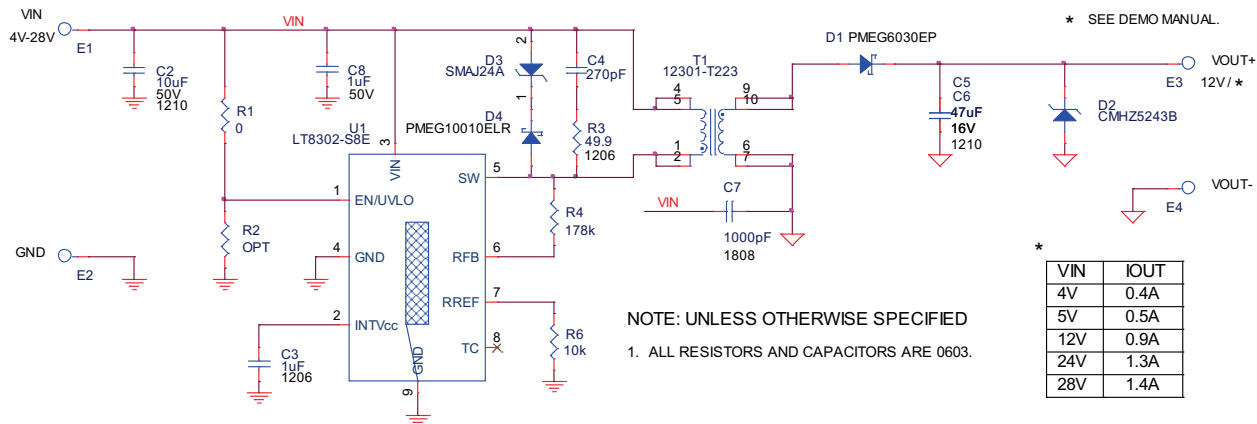 VIN
4V-28V
E1
VIN
C2
10uF
50V
1210
R1
0
C8
1uF
50V
U1
LT8302-S8E
2
D3
SMAJ24A
1
D4
PMEG10010ELR
C4
270pF
R3
49.9
1206
T1
12301-T223
4
5
1
2
9
10
6
7
D1 PMEG6030EP
* SEE DEMO MANUAL.
VOUT+
E3
12V / *
C5
C6
47uF
16V
1210
D2
CMHZ5243B
VOUT-
E4
3
VIN
SW
5
1
EN/UVLO
R2
OPT
4
GND
RFB
6
R4
178k
VIN
C7
1000pF
1808
GND
E2
2
INTVcc
RREF
7
R6
10k
TC
8
GND
9
C3
1uF
1206
NOTE: UNLESS OTHERWISE SPECIFIED
1. ALL RESISTORS AND CAPACITORS ARE 0603.
*
VIN IOUT
4V 0.4A
5V 0.5A
12V 0.9A
24V 1.3A
28V 1.4A